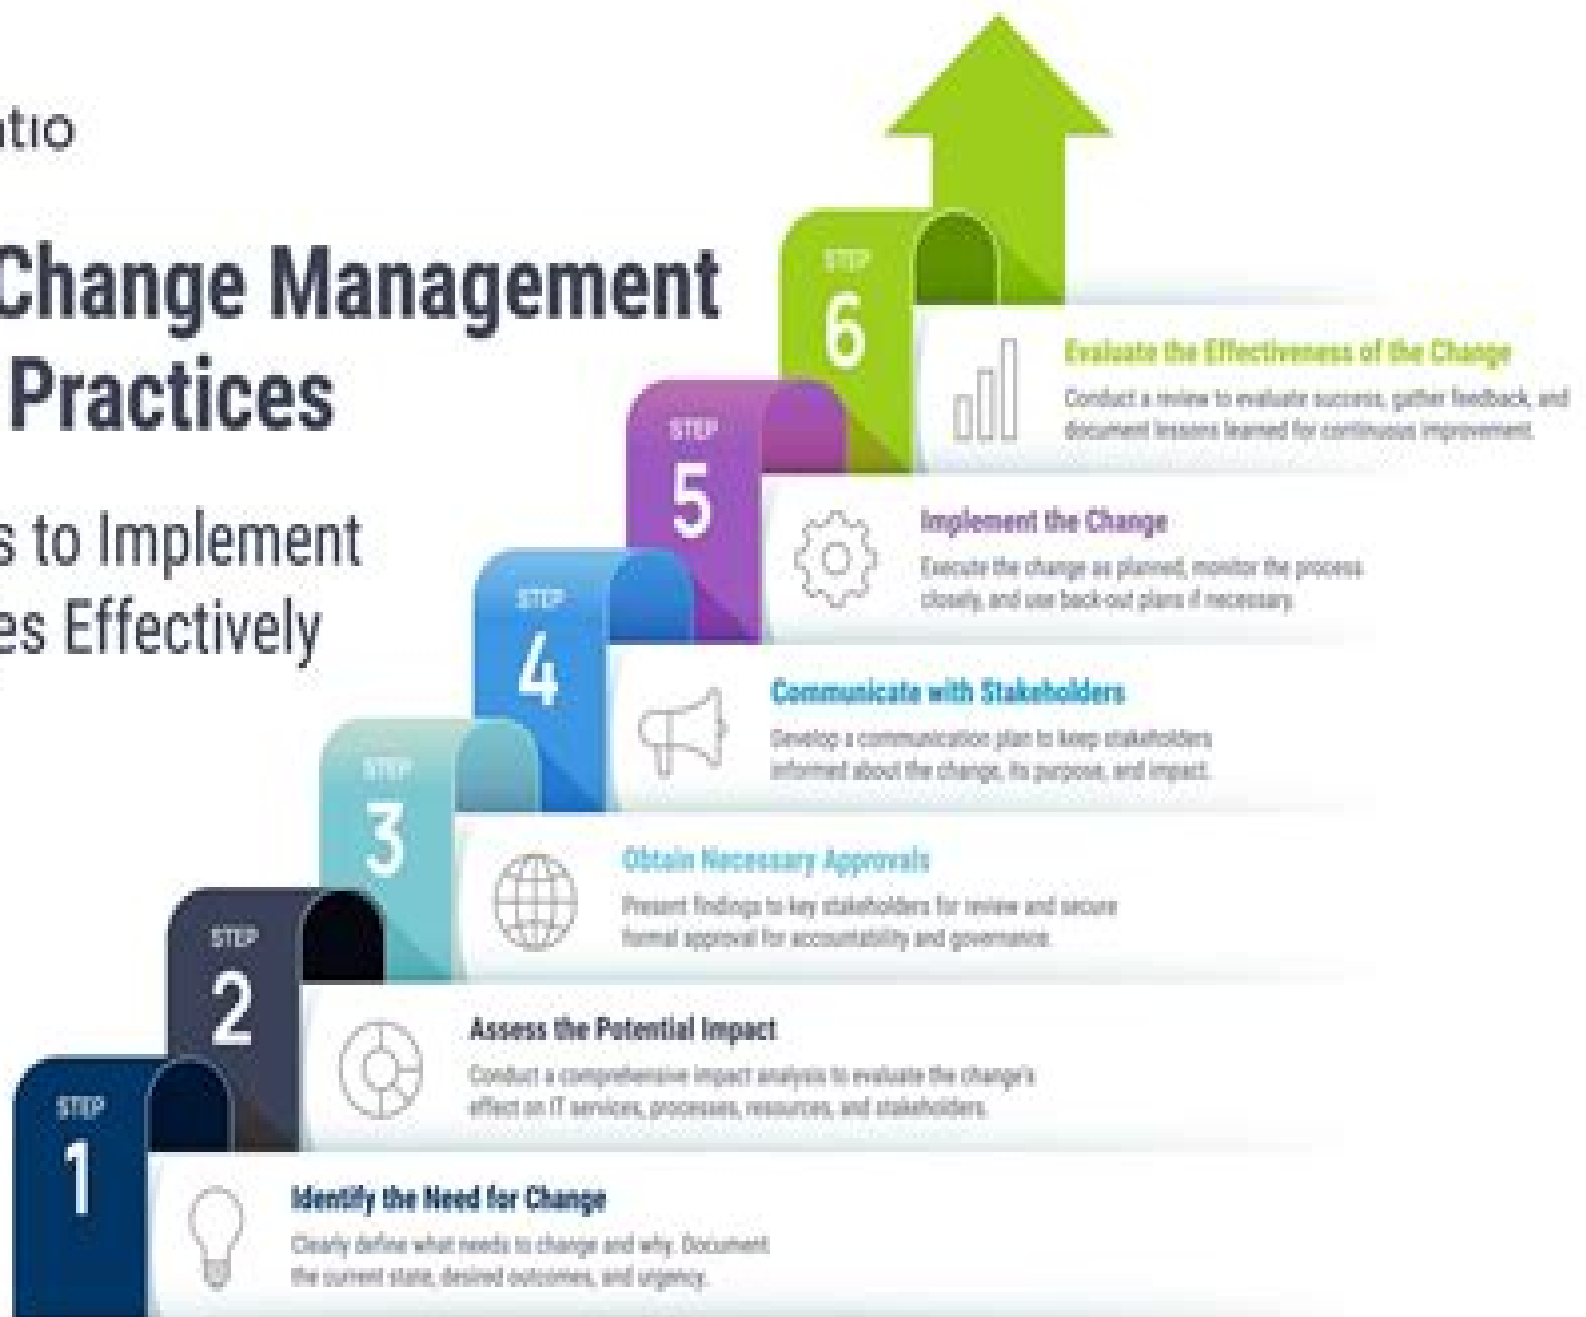 tio
Change Management
Practices
s to Implement
es Effectively
STEP
6
Evaluate the Effectiveness of the Change
Conduct a review to evaluate success, gather feedback, and
document lessons learned for continuous improvement.
STEP
5
Implement the Change
Execute the change as planned, monitor the process
closely, and use back-out plans if necessary.
STEP
4
Communicate with Stakeholders
Develop a communication plan to keep stakeholders
informed about the change, its purpose, and impact.
STEP
3
Obtain Necessary Approvals
Present findings to key stakeholders for review and secure
formal approval for accountability and governance.
STEP
2
Assess the Potential Impact
Conduct a comprehensive impact analysis to evaluate the change's
effect on IT services, processes, resources, and stakeholders.
STEP
1
Identify the Need for Change
Clearly define what needs to change and why. Document
the current state, desired outcomes, and urgency.